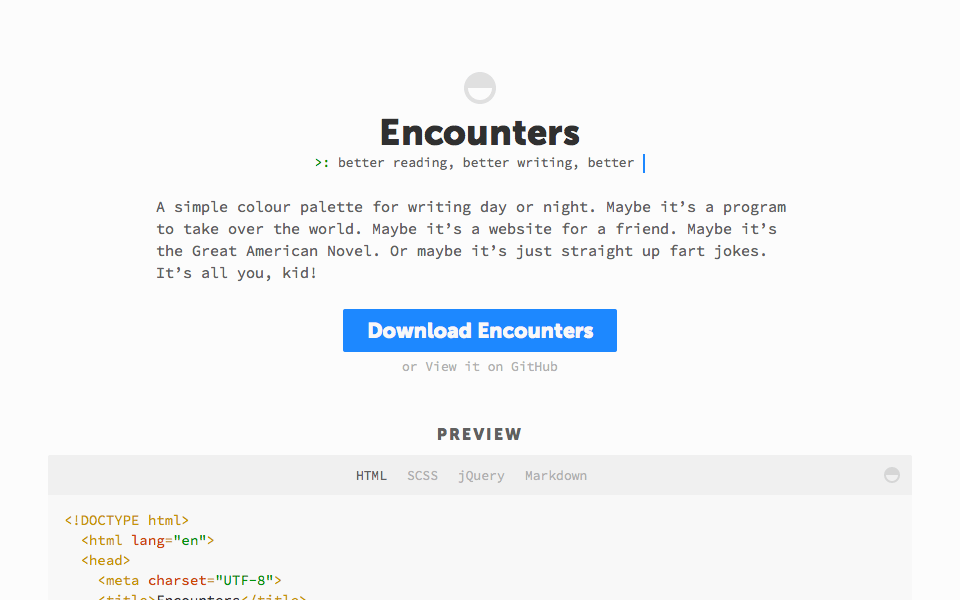 Encounters
>: better reading, better writing, better
A simple colour palette for writing day or night. Maybe it’s a program
to take over the world. Maybe it’s a website for a friend. Maybe it’s
the Great American Novel. Or maybe it’s just straight up fart jokes.
It’s all you, kid!
Download Encounters
or View it on GitHub
PREVIEW
HTML SCSS jQuery Markdown
<!DOCTYPE html>
<html lang="en">
<head>
<meta charset="UTF-8">
<title>Encounters</title>